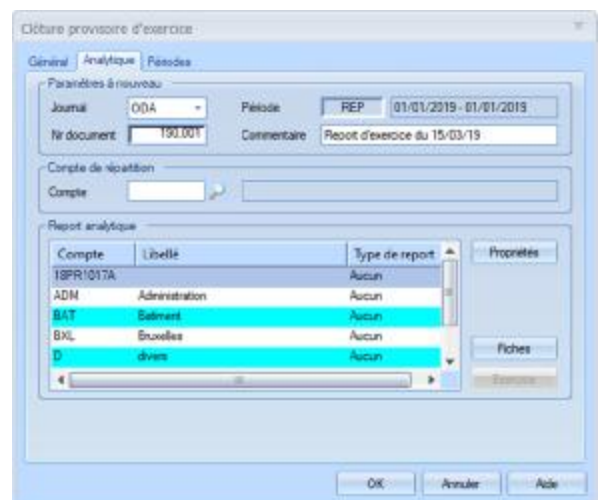 Clôture provisoire d'exercice
Général Analytique Périodes
Paramètres à nouveau
Journal ODA Période REP 01/01/2019 - 01/01/2019
Nr document 190.001 Commentaire Report d'exercice du 15/03/19
Compte de répartition
Compte
Report analytique
Compte Libellé Type de report Propriétés
18PR1017A Aucun
ADM Administration Aucun
BAT Batiment Aucun
BXL Bruxelles Aucun
D divers Aucun Fiches
OK Annuler Aide